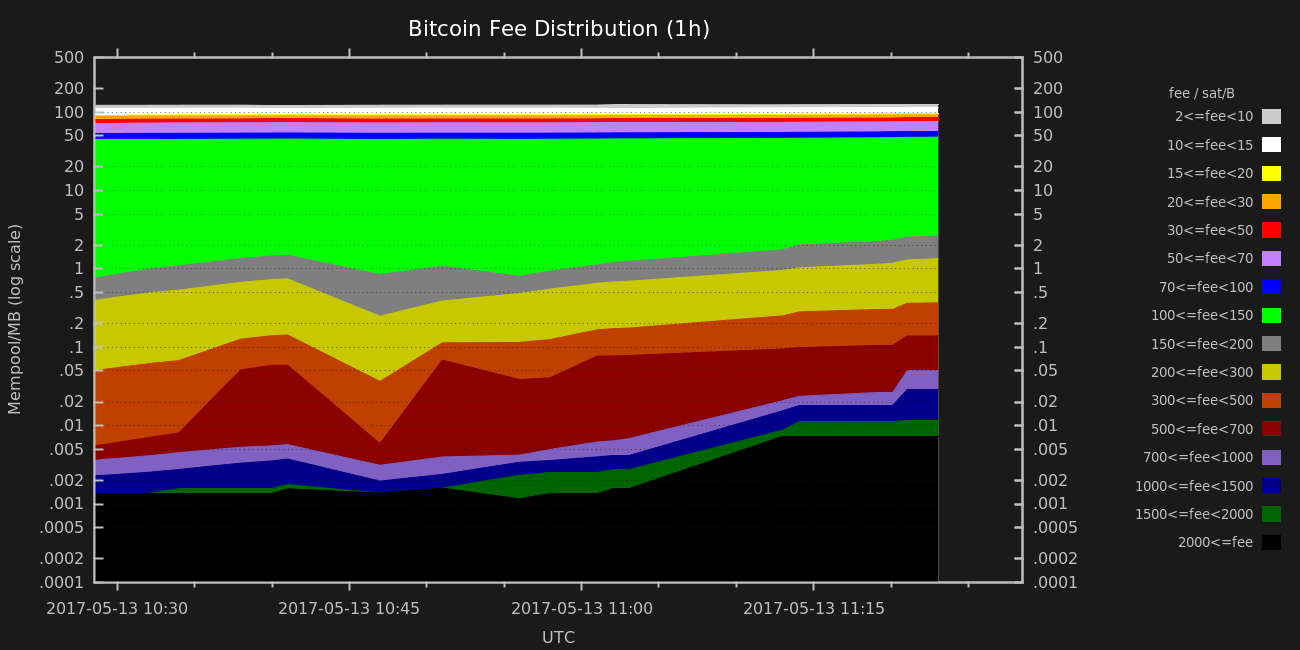 Bitcoin Fee Distribution (1h)
500
200
100
50
20
10
5
2
1
.5
.2
.1
.05
.02
.01
.005
.002
.001
.0005
.0002
.0001
Mempool/MB (log scale)
500
200
100
50
20
10
5
2
1
.5
.2
.1
.05
.02
.01
.005
.002
.001
.0005
.0002
.0001
2017-05-13 10:30
2017-05-13 10:45
2017-05-13 11:00
2017-05-13 11:15
UTC
fee / sat/B
2<=fee<10
10<=fee<15
15<=fee<20
20<=fee<30
30<=fee<50
50<=fee<70
70<=fee<100
100<=fee<150
150<=fee<200
200<=fee<300
300<=fee<500
500<=fee<700
700<=fee<1000
1000<=fee<1500
1500<=fee<2000
2000<=fee